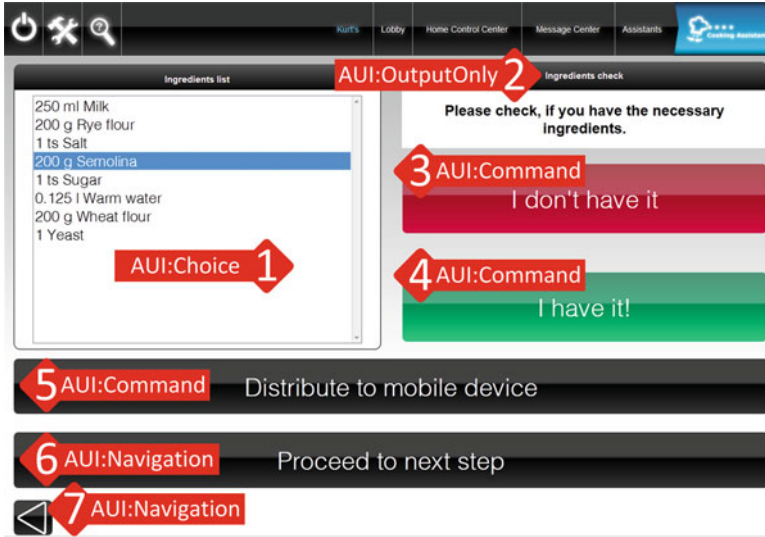 Kurt's Lobby Home Control Center Message Center Assistants Cooking Assistant
Ingredients list
AUI:OutputOnly 2 Ingredients check
250 ml Milk
200 g Rye flour
1 ts Salt
200 g Semolina
1 ts Sugar
0.125 l Warm water
200 g Wheat flour
1 Yeast
AUI:Choice 1
Please check, if you have the necessary
ingredients.
3 AUI:Command
I don't have it
4 AUI:Command
I have it!
5 AUI:Command Distribute to mobile device
6 AUI:Navigation Proceed to next step
7 AUI:Navigation